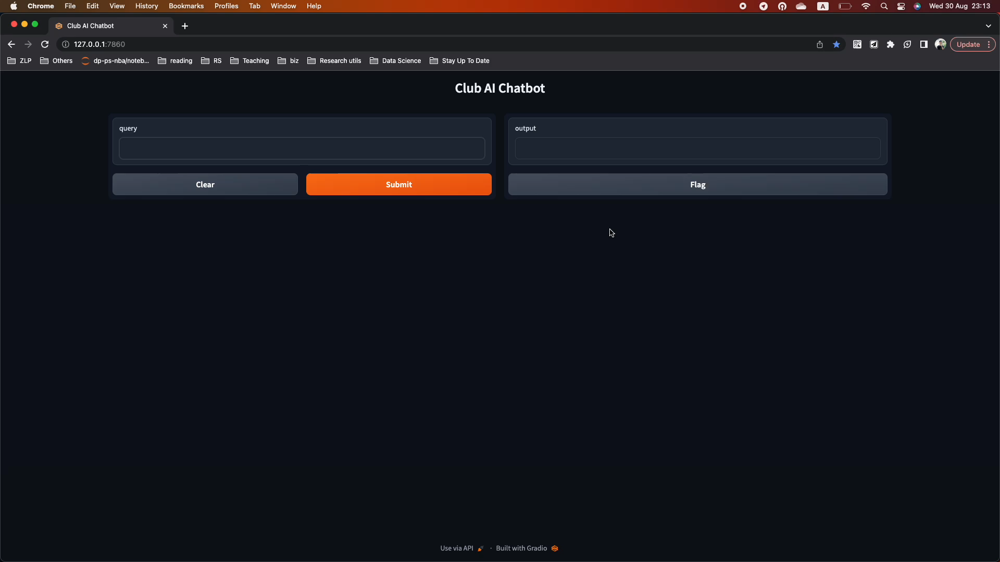 Chrome File Edit View History Bookmarks Profiles Tab Window Help A Wed 30 Aug 23:13
Club AI Chatbot
127.0.0.1:7860 Update
ZLP Others dp-ps-nba/noteb... reading RS Teaching biz Research utils Data Science Stay Up To Date
Club AI Chatbot
query output
Clear Submit Flag
Use via API · Built with Gradio